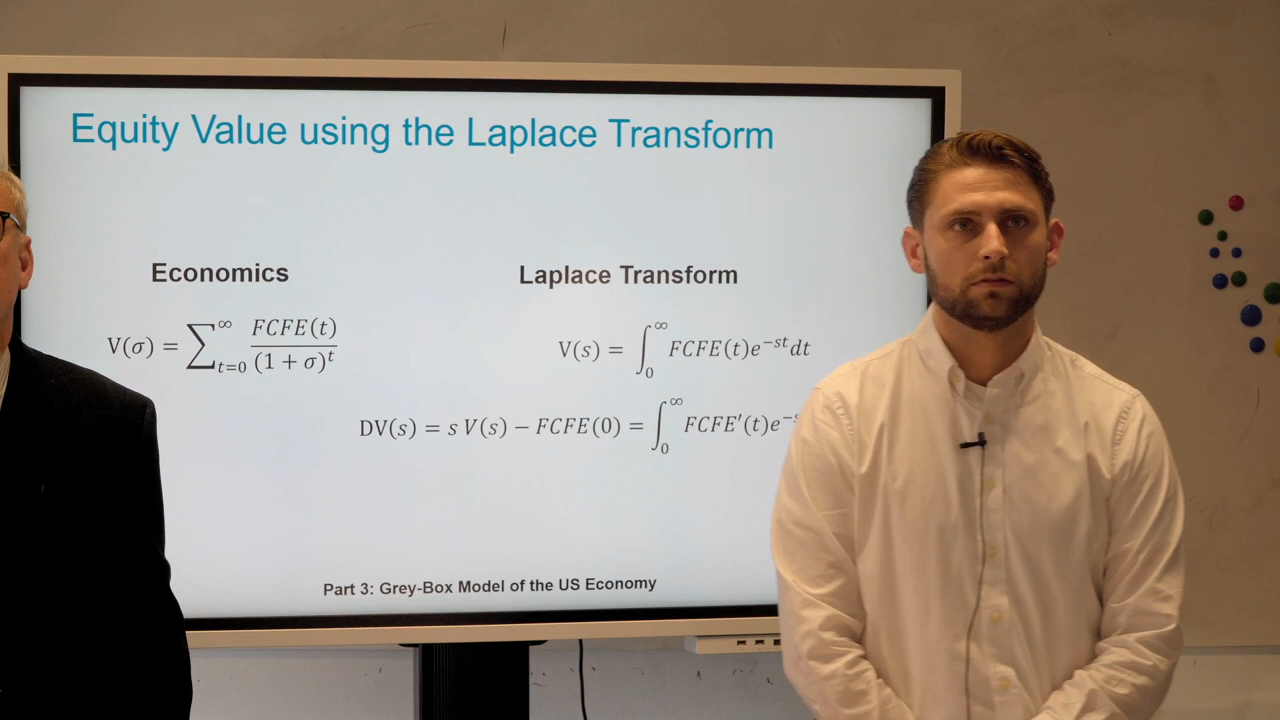 Equity Value using the Laplace Transform
Economics
Laplace Transform
V(σ) = ∑_{t=0}^{∞} FCFE(t) / (1 + σ)^t
V(s) = ∫_0^∞ FCFE(t)e^{−st}dt
DV(s) = s V(s) − FCFE(0) = ∫_0^∞ FCFE′(t)e^−
Part 3: Grey-Box Model of the US Economy